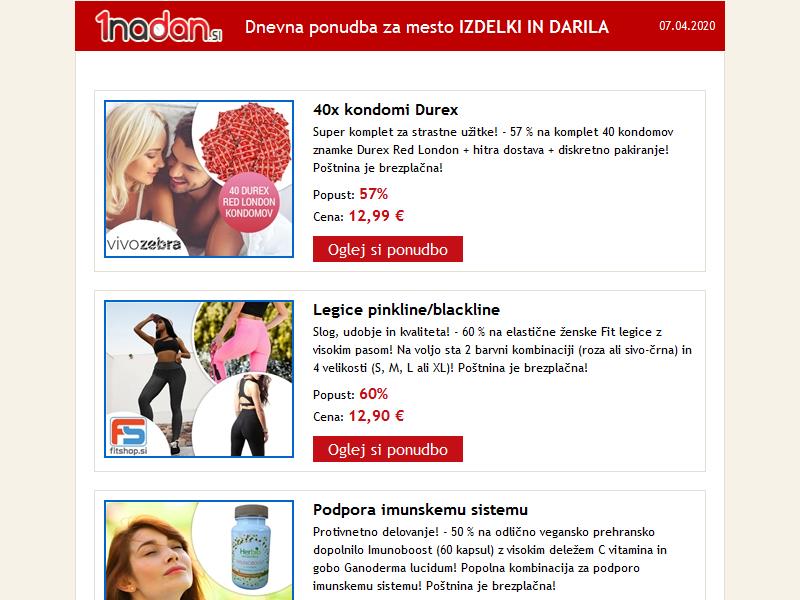 1nadan.SI
Dnevna ponudba za mesto IZDELKI IN DARILA
07.04.2020
40 DUREX
RED LONDON
KONDOMOV
vivozebra
40x kondomi Durex
Super komplet za strastne užitke! - 57 % na komplet 40 kondomov
znamke Durex Red London + hitra dostava + diskretno pakiranje!
Poštnina je brezplačna!
Popust: 57%
Cena: 12,99 €
Oglej si ponudbo
FS
fitshop.si
Legice pinkline/blackline
Slog, udobje in kvaliteta! - 60 % na elastične ženske Fit legice z
visokim pasom! Na voljo sta 2 barvni kombinaciji (roza ali sivo-črna) in
4 velikosti (S, M, L ali XL)! Poštnina je brezplačna!
Popust: 60%
Cena: 12,90 €
Oglej si ponudbo
Herbio
Podpora imunskemu sistemu
Protivnetno delovanje! - 50 % na odlično vegansko prehransko
dopolnilo Imunoboost (60 kapsul) z visokim deležem C vitamina in
gobo Ganoderma lucidum! Popolna kombinacija za podporo
imunskemu sistemu! Poštnina je brezplačna!